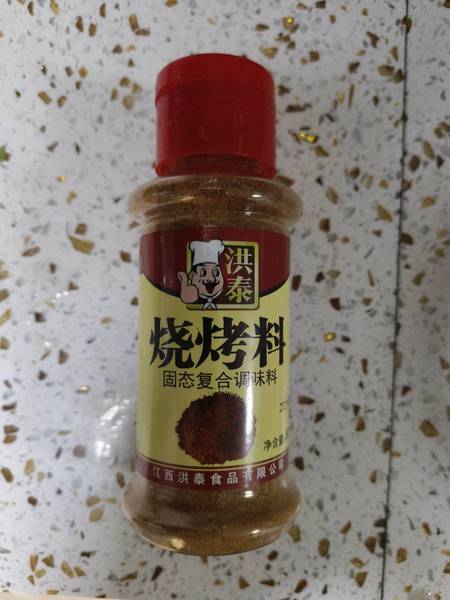 洪泰
烧烤料
固态复合调味料
净含量
江西洪泰食品有限公司